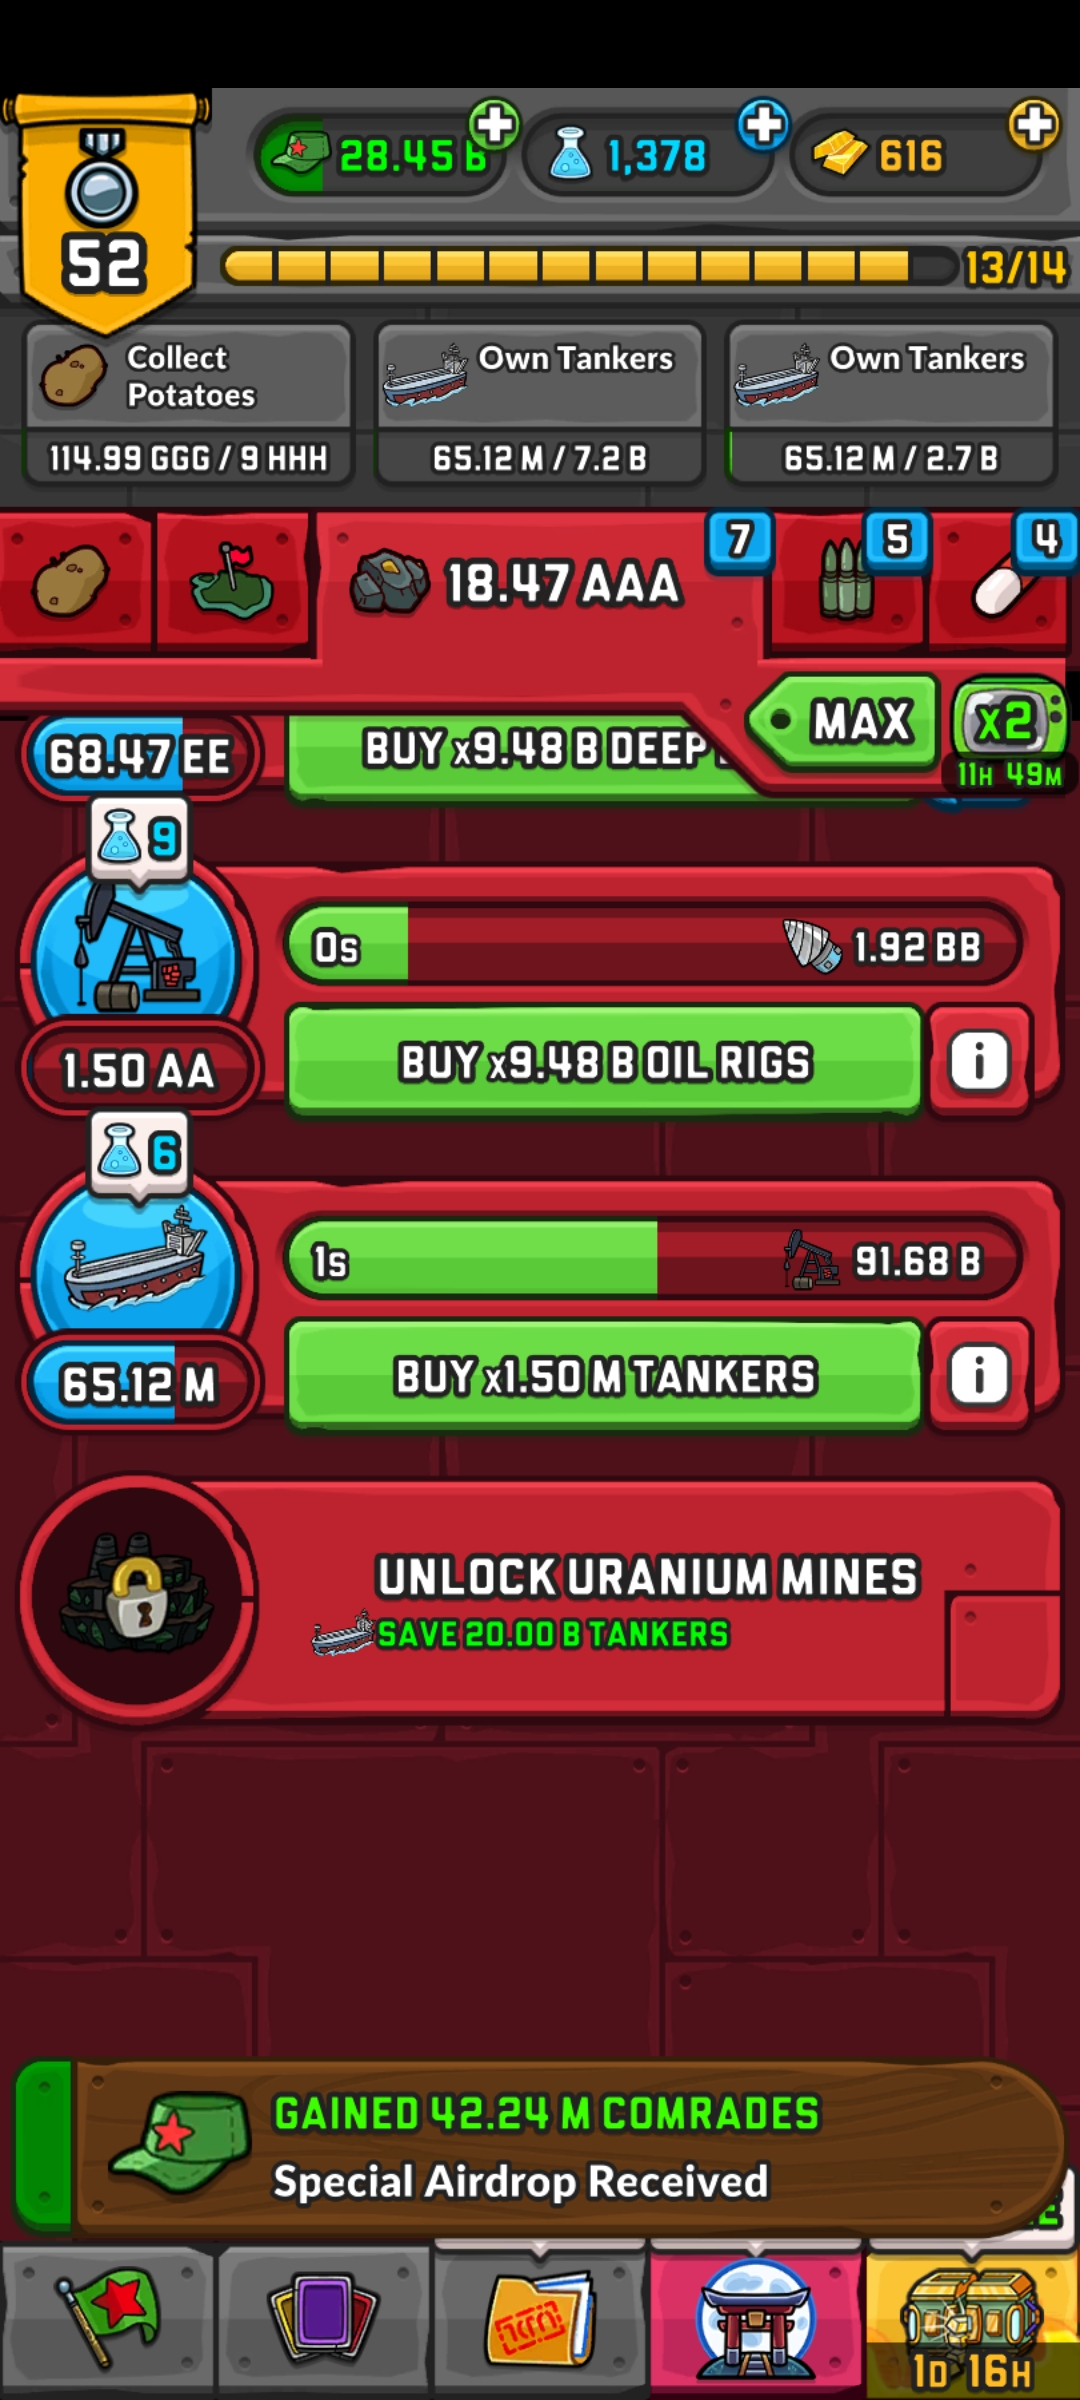 28.45 B
1,378
616
52
13/14
Collect
Potatoes
114.99 GGG / 9 HHH
Own Tankers
65.12 M / 7.2 B
Own Tankers
65.12 M / 2.7 B
18.47 AAA
7
5
4
MAX
x2
11H 49M
68.47 EE
BUY x9.48 B DEEP
9
0s
1.92 BB
1.50 AA
BUY x9.48 B OIL RIGS
i
6
1s
91.68 B
65.12 M
BUY x1.50 M TANKERS
i
UNLOCK URANIUM MINES
SAVE 20.00 B TANKERS
GAINED 42.24 M COMRADES
Special Airdrop Received
1D 16H